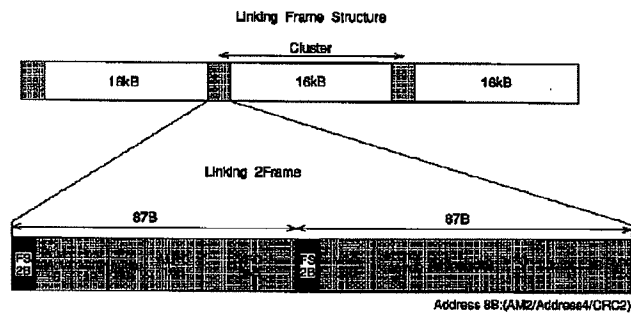 Linking Frame Structure
Cluster
16kB 16kB 16kB
Linking 2Frame
87B 87B
FS 2B FS 2B
Address 8B:(AM2/Address4/CRC2)